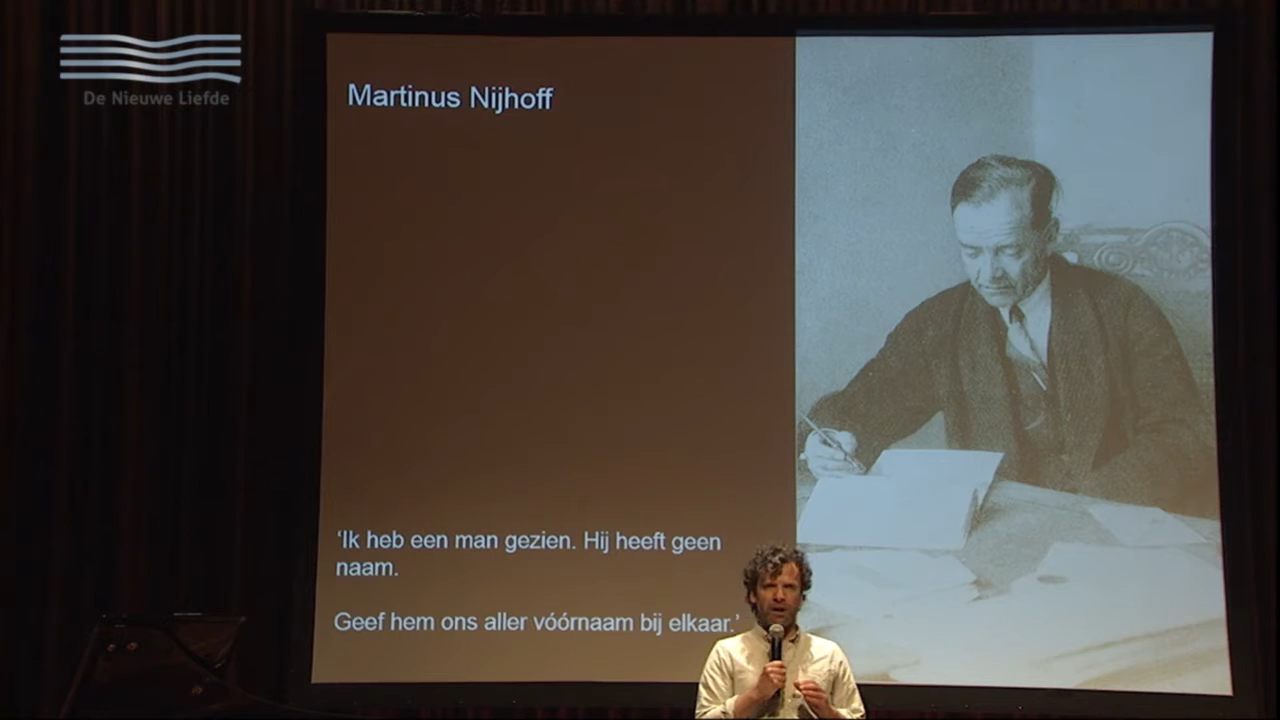 De Nieuwe Liefde
Martinus Nijhoff
‘Ik heb een man gezien. Hij heeft geen
naam.
Geef hem ons aller vóórnaam bij elkaar.’